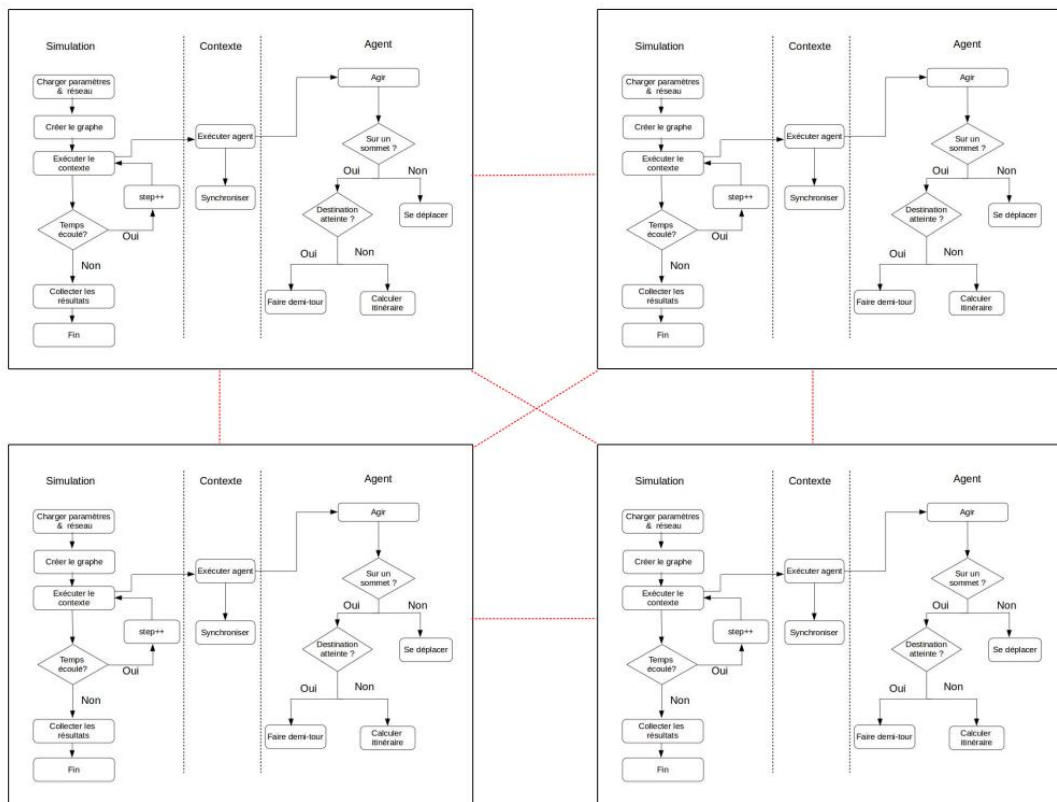 Simulation
Contexte
Agent
Charger paramètres
& réseau
Créer le graphe
Exécuter le
contexte
step++
Temps
écoulé?
Oui
Non
Collecter les
résultats
Fin
Exécuter agent
Synchroniser
Agir
Sur un
sommet ?
Oui
Non
Destination
atteinte ?
Se déplacer
Oui
Non
Faire demi-tour
Calculer
itinéraire
Simulation
Contexte
Agent
Charger paramètres
& réseau
Créer le graphe
Exécuter le
contexte
step++
Temps
écoulé?
Oui
Non
Collecter les
résultats
Fin
Exécuter agent
Synchroniser
Agir
Sur un
sommet ?
Oui
Non
Destination
atteinte ?
Se déplacer
Oui
Non
Faire demi-tour
Calculer
itinéraire
Simulation
Contexte
Agent
Charger paramètres
& réseau
Créer le graphe
Exécuter le
contexte
step++
Temps
écoulé?
Oui
Non
Collecter les
résultats
Fin
Exécuter agent
Synchroniser
Agir
Sur un
sommet ?
Oui
Non
Destination
atteinte ?
Se déplacer
Oui
Non
Faire demi-tour
Calculer
itinéraire
Simulation
Contexte
Agent
Charger paramètres
& réseau
Créer le graphe
Exécuter le
contexte
step++
Temps
écoulé?
Oui
Non
Collecter les
résultats
Fin
Exécuter agent
Synchroniser
Agir
Sur un
sommet ?
Oui
Non
Destination
atteinte ?
Se déplacer
Oui
Non
Faire demi-tour
Calculer
itinéraire